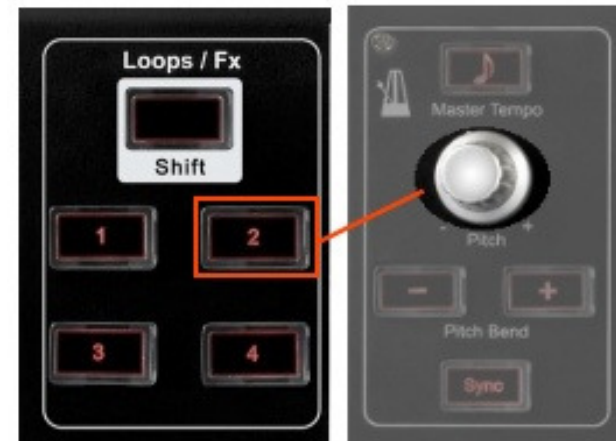 Loops / Fx
Shift
1 2
3 4
Master Tempo
- Pitch +
− +
Pitch Bend
Sync